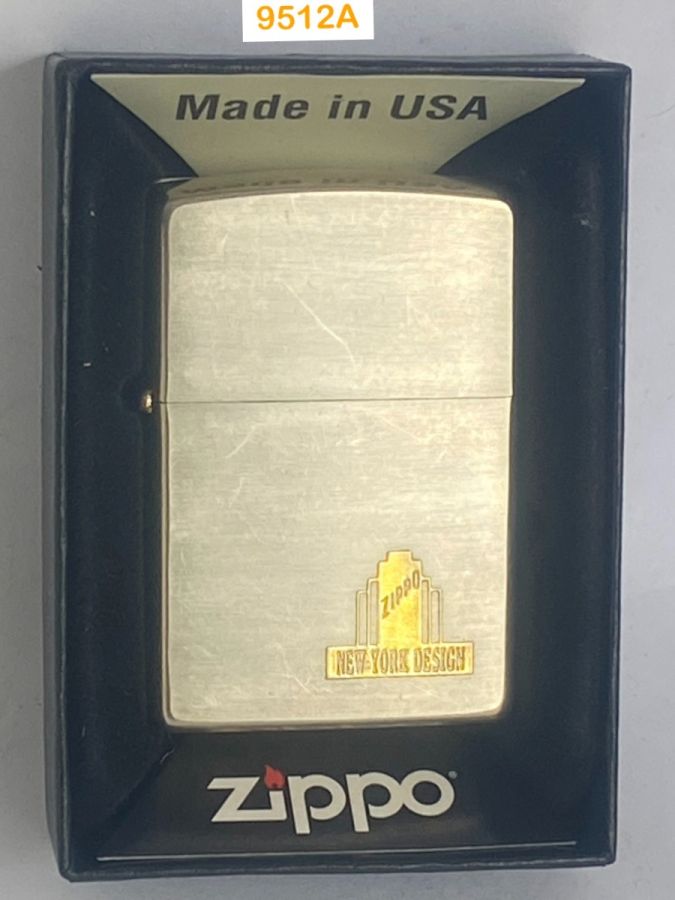 9512A
Made in USA
ZIPPO
NEW-YORK DESIGN
zippo®